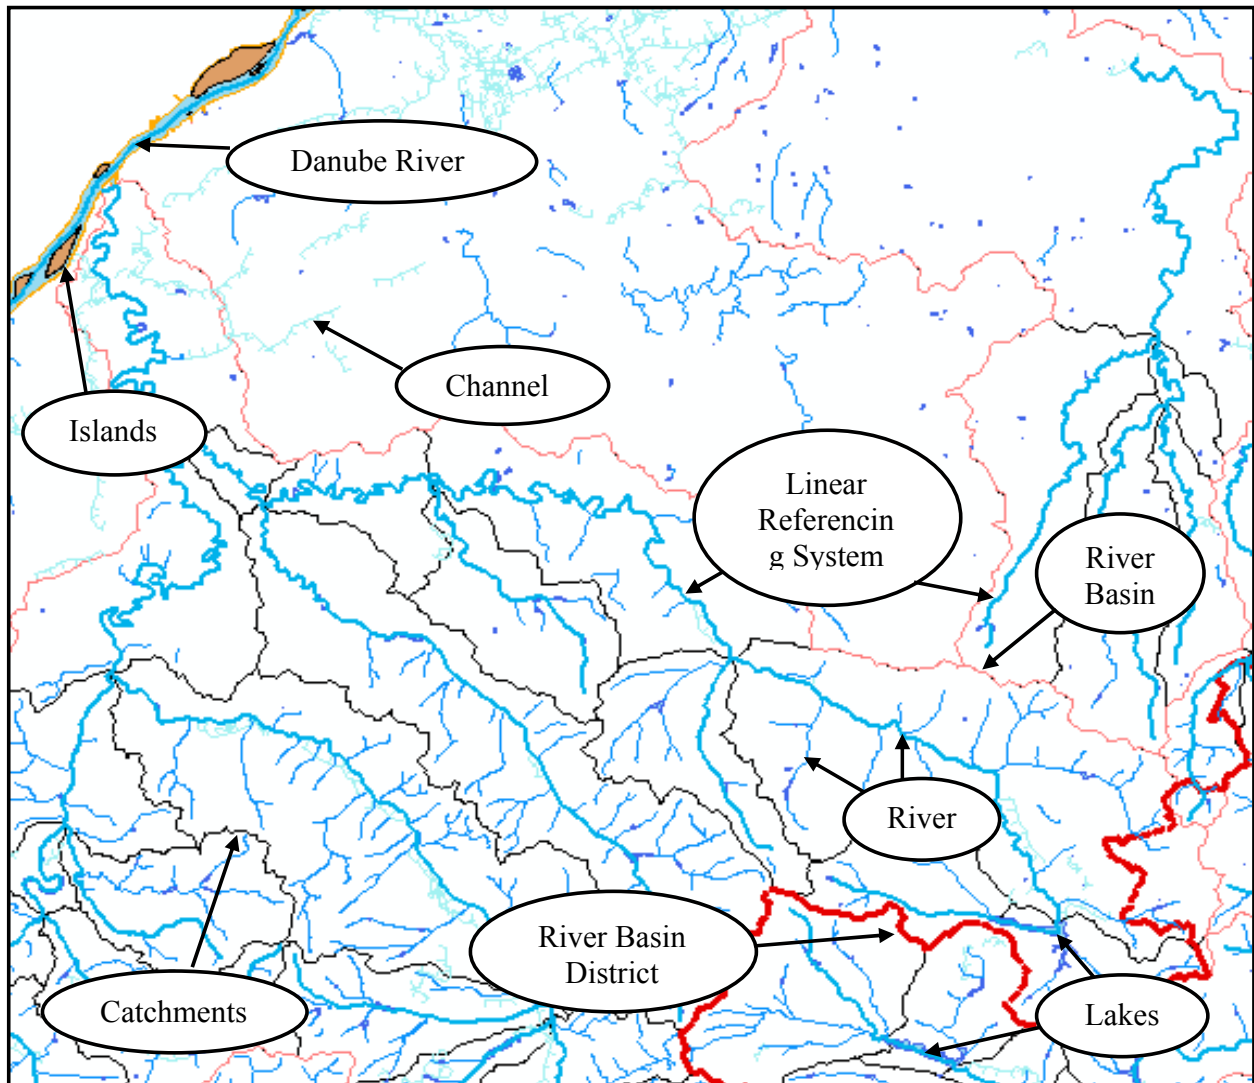 Danube River
Channel
Islands
Linear
Referencin
g System
River
Basin
River
River Basin
District
Catchments
Lakes